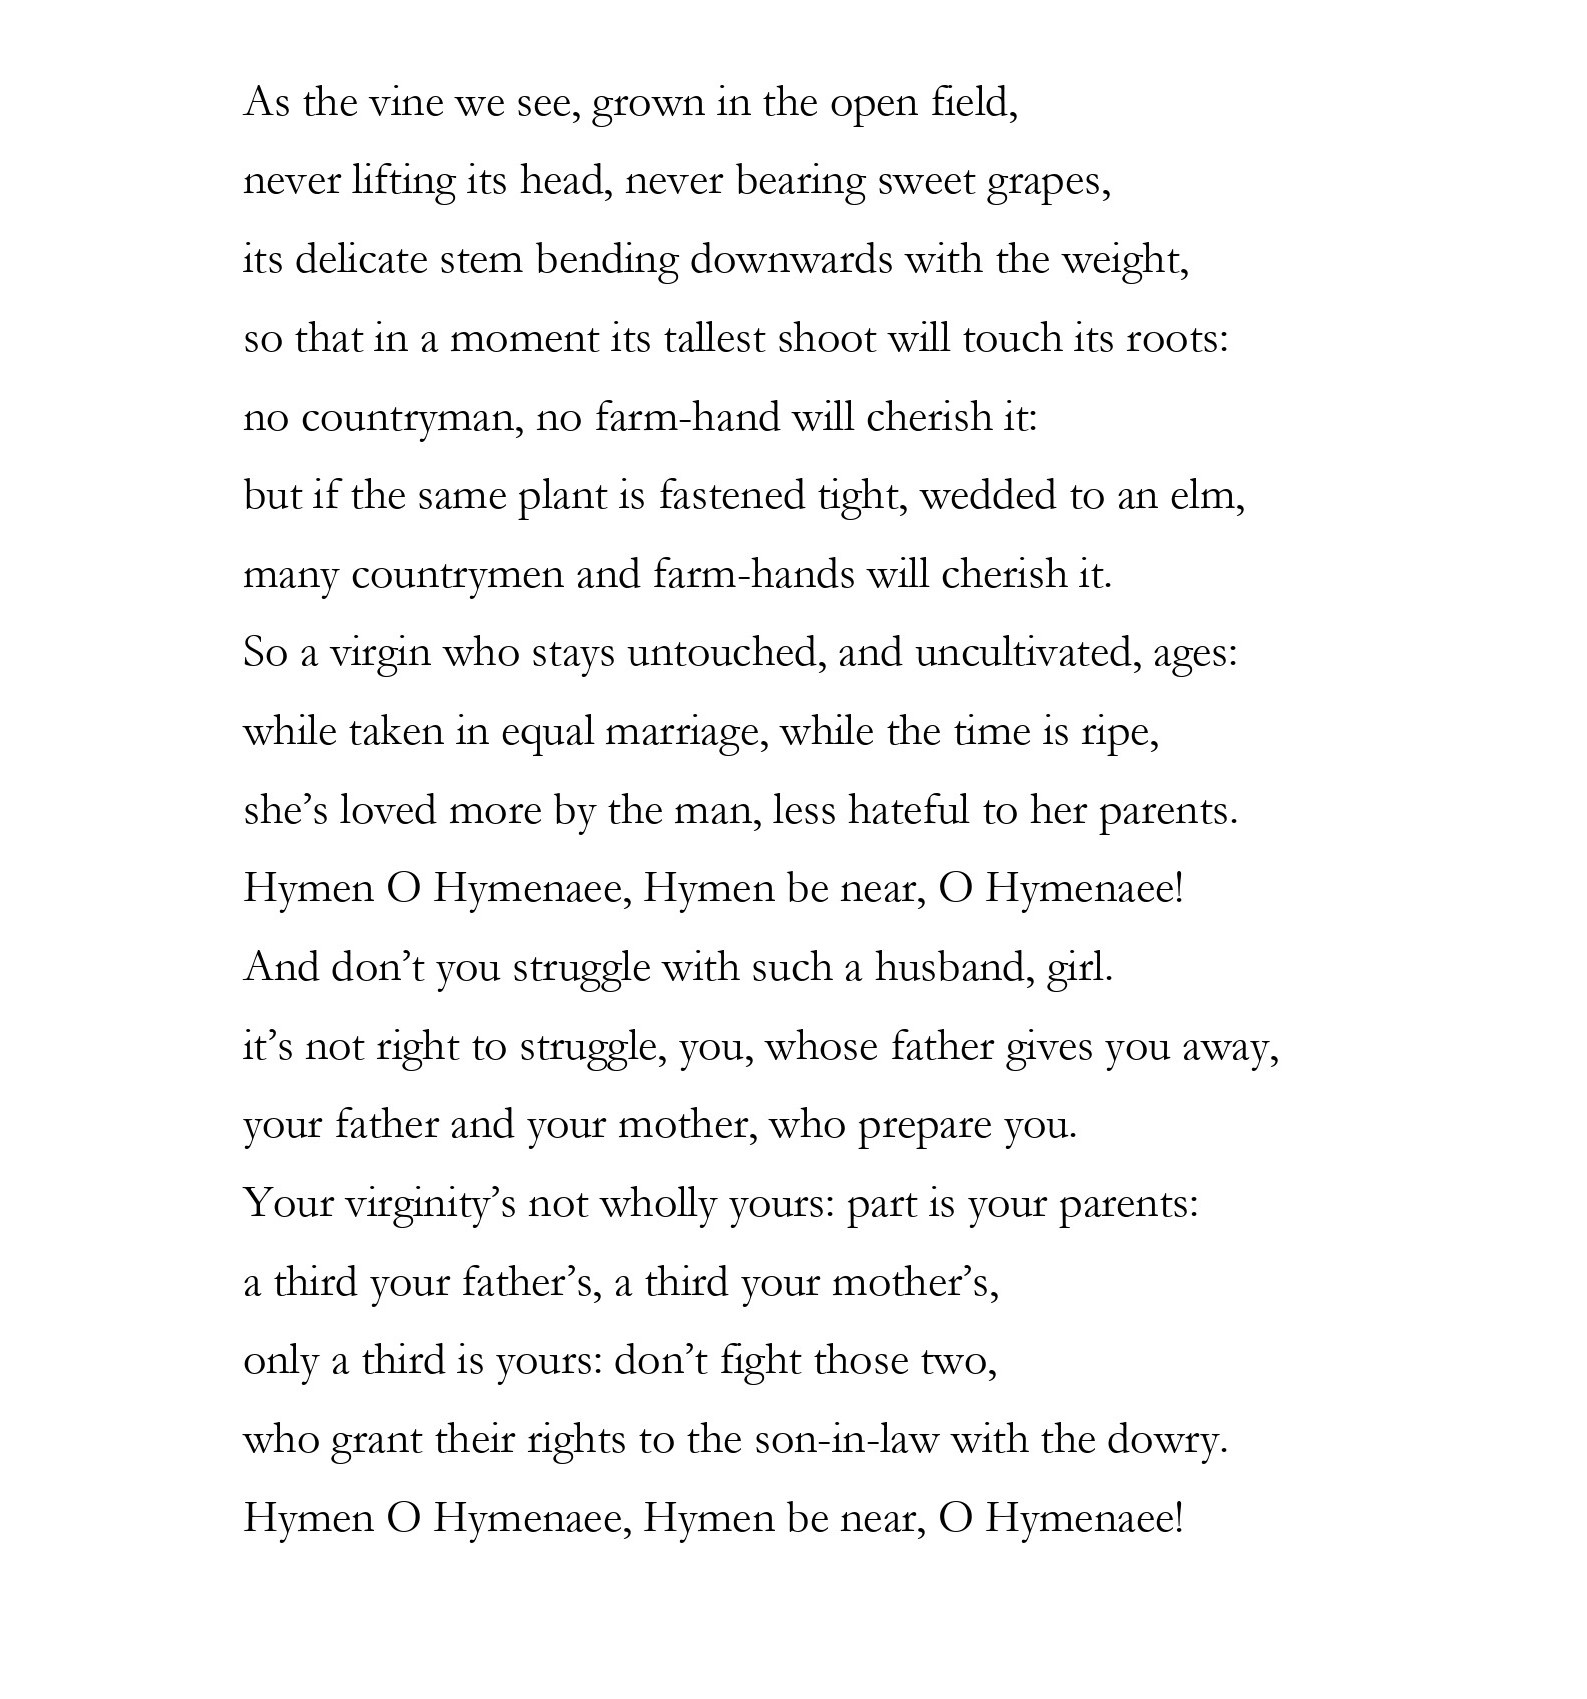 As the vine we see, grown in the open field,
never lifting its head, never bearing sweet grapes,
its delicate stem bending downwards with the weight,
so that in a moment its tallest shoot will touch its roots:
no countryman, no farm-hand will cherish it:
but if the same plant is fastened tight, wedded to an elm,
many countrymen and farm-hands will cherish it.
So a virgin who stays untouched, and uncultivated, ages:
while taken in equal marriage, while the time is ripe,
she’s loved more by the man, less hateful to her parents.
Hymen O Hymenaee, Hymen be near, O Hymenaee!
And don’t you struggle with such a husband, girl.
it’s not right to struggle, you, whose father gives you away,
your father and your mother, who prepare you.
Your virginity’s not wholly yours: part is your parents:
a third your father’s, a third your mother’s,
only a third is yours: don’t fight those two,
who grant their rights to the son-in-law with the dowry.
Hymen O Hymenaee, Hymen be near, O Hymenaee!